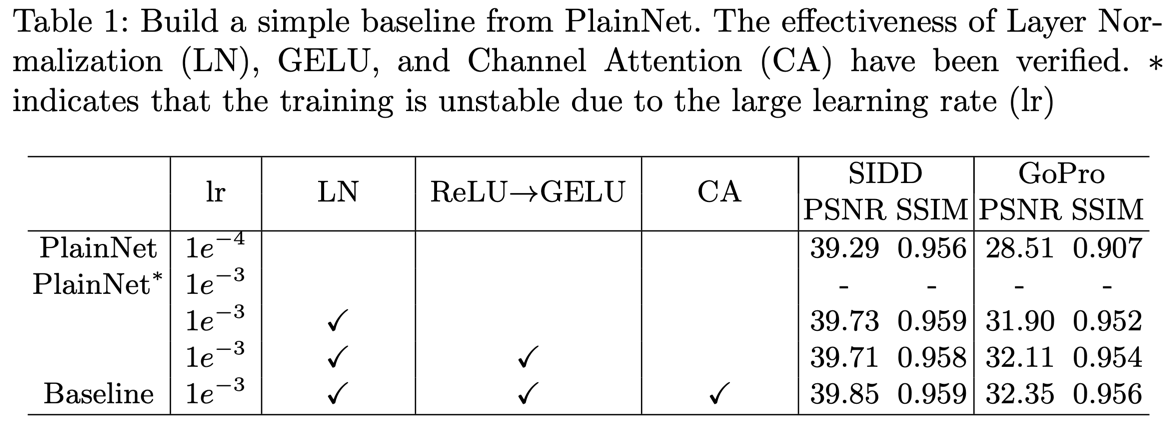 Table 1: Build a simple baseline from PlainNet. The effectiveness of Layer Nor-
malization (LN), GELU, and Channel Attention (CA) have been verified. *
indicates that the training is unstable due to the large learning rate (lr)
lr LN ReLU→GELU CA SIDD GoPro
PSNR SSIM PSNR SSIM
PlainNet 1e⁻⁴ 39.29 0.956 28.51 0.907
PlainNet* 1e⁻³ - - - -
1e⁻³ ✓ 39.73 0.959 31.90 0.952
1e⁻³ ✓ ✓ 39.71 0.958 32.11 0.954
Baseline 1e⁻³ ✓ ✓ ✓ 39.85 0.959 32.35 0.956